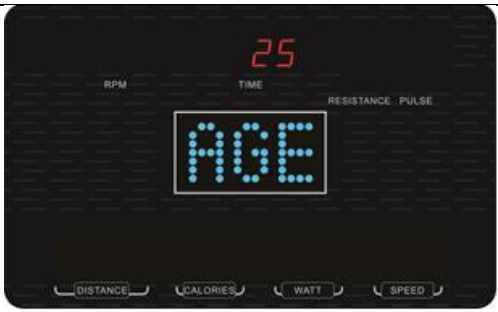 25
RPM TIME
RESISTANCE PULSE
AGE
DISTANCE CALORIES WATT SPEED